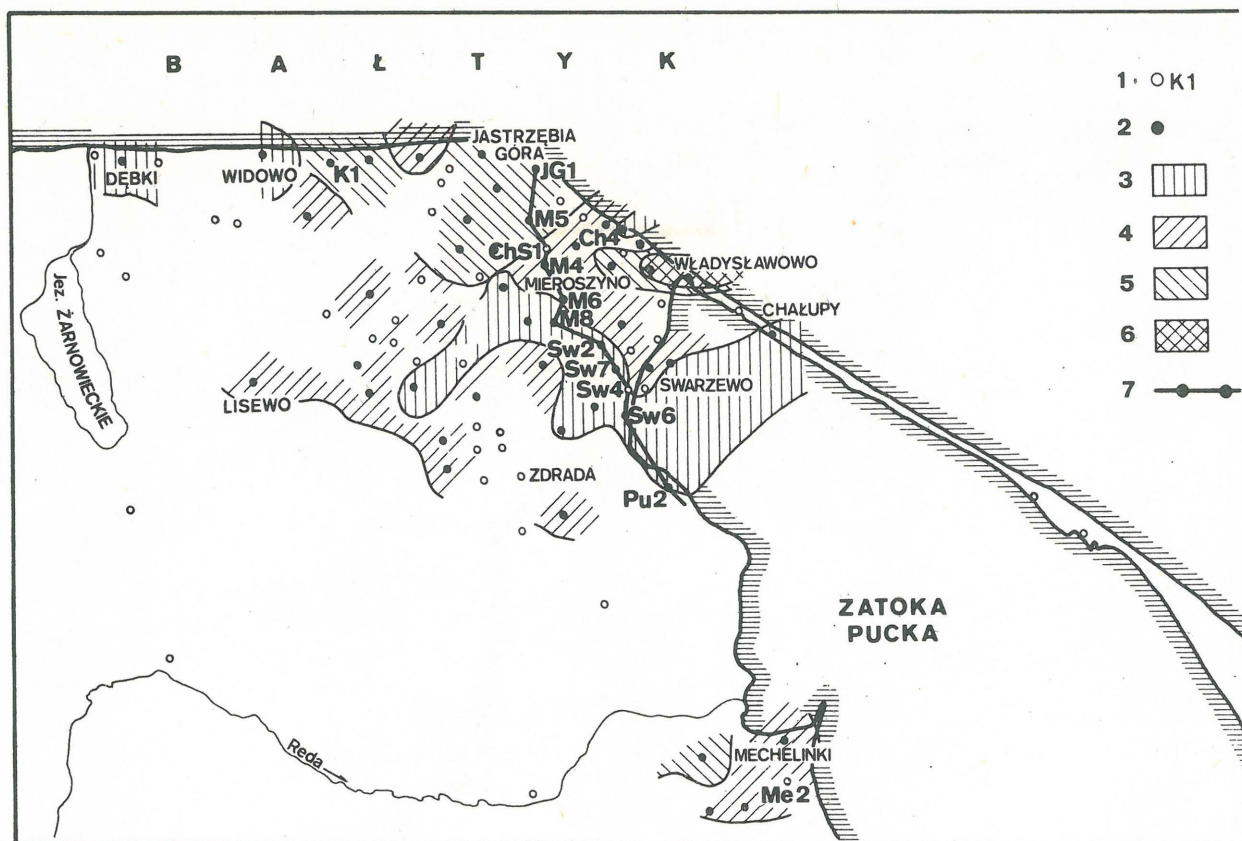 B A Ł T Y K
1 · K1
2
3
4
5
6
7
JASTRZĘBIA
GÓRA
DĘBKI
WIDOWO
K1
JG1
M5
Ch4
ChS1
M4
WŁADYSŁAWOWO
MIEROSZYNO
M6
M8
CHAŁUPY
Jez. ŻARNOWIECKIE
Sw2
Sw7
Sw4
SWARZEWO
LISEWO
Sw6
ZDRADA
Pu2
ZATOKA
PUCKA
Reda
MECHELINKI
Me2